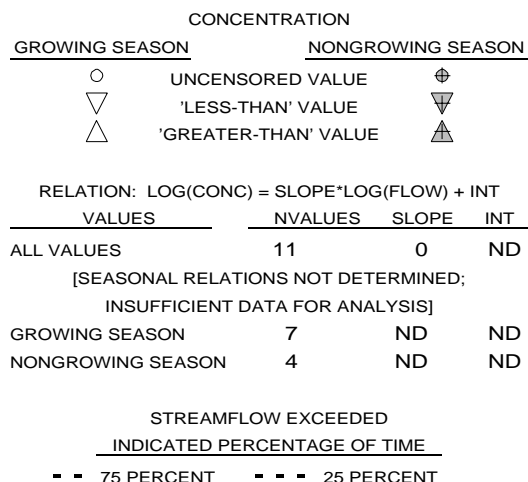 CONCENTRATION
GROWING SEASON NONGROWING SEASON
UNCENSORED VALUE
'LESS-THAN' VALUE
'GREATER-THAN' VALUE
RELATION: LOG(CONC) = SLOPE*LOG(FLOW) + INT
VALUES NVALUES SLOPE INT
ALL VALUES 11 0 ND
[SEASONAL RELATIONS NOT DETERMINED;
INSUFFICIENT DATA FOR ANALYSIS]
GROWING SEASON 7 ND ND
NONGROWING SEASON 4 ND ND
STREAMFLOW EXCEEDED
INDICATED PERCENTAGE OF TIME
75 PERCENT 25 PERCENT